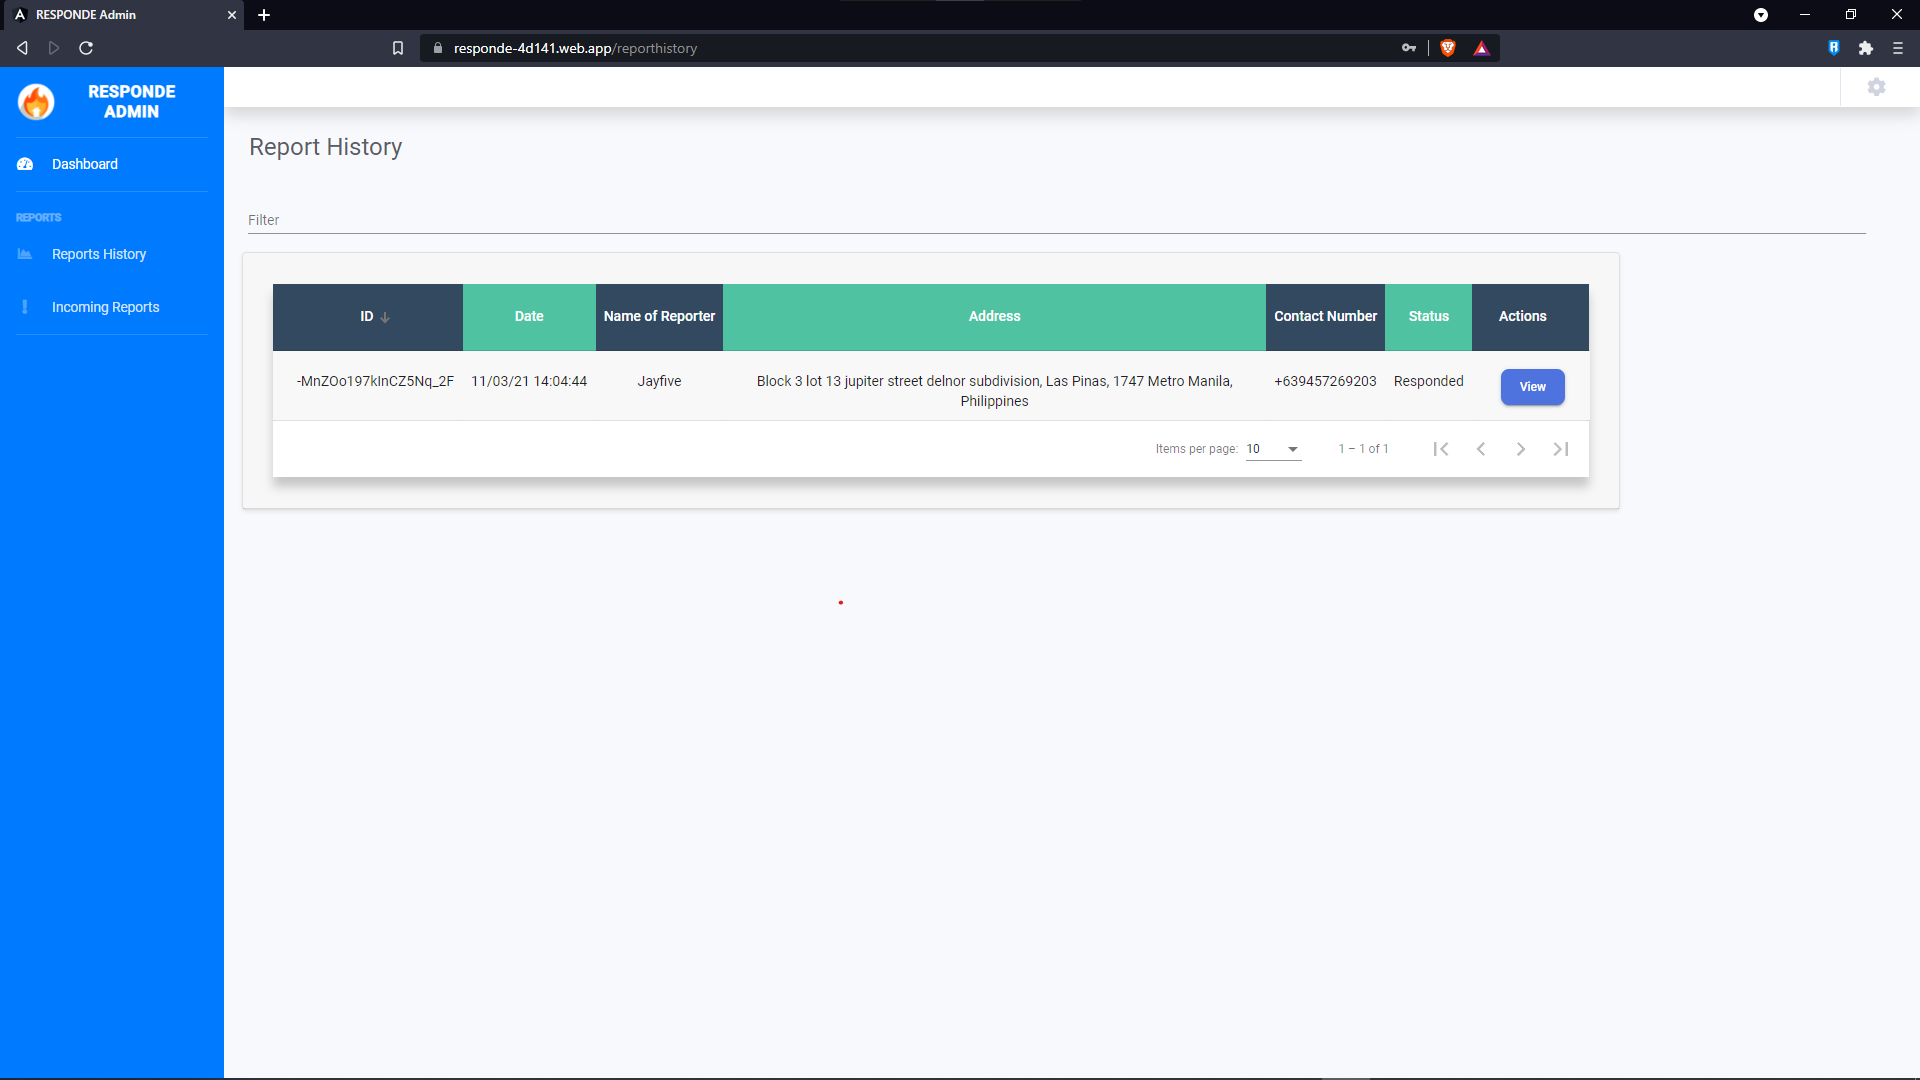 RESPONDE Admin
responde-4d141.web.app/reporthistory
RESPONDE
ADMIN
Dashboard
REPORTS
Reports History
Incoming Reports
Report History
Filter
ID Date Name of Reporter Address Contact Number Status Actions
-MnZOo197kInCZ5Nq_2F 11/03/21 14:04:44 Jayfive Block 3 lot 13 jupiter street delnor subdivision, Las Pinas, 1747 Metro Manila, +639457269203 Responded View
Philippines
Items per page: 10 1 – 1 of 1